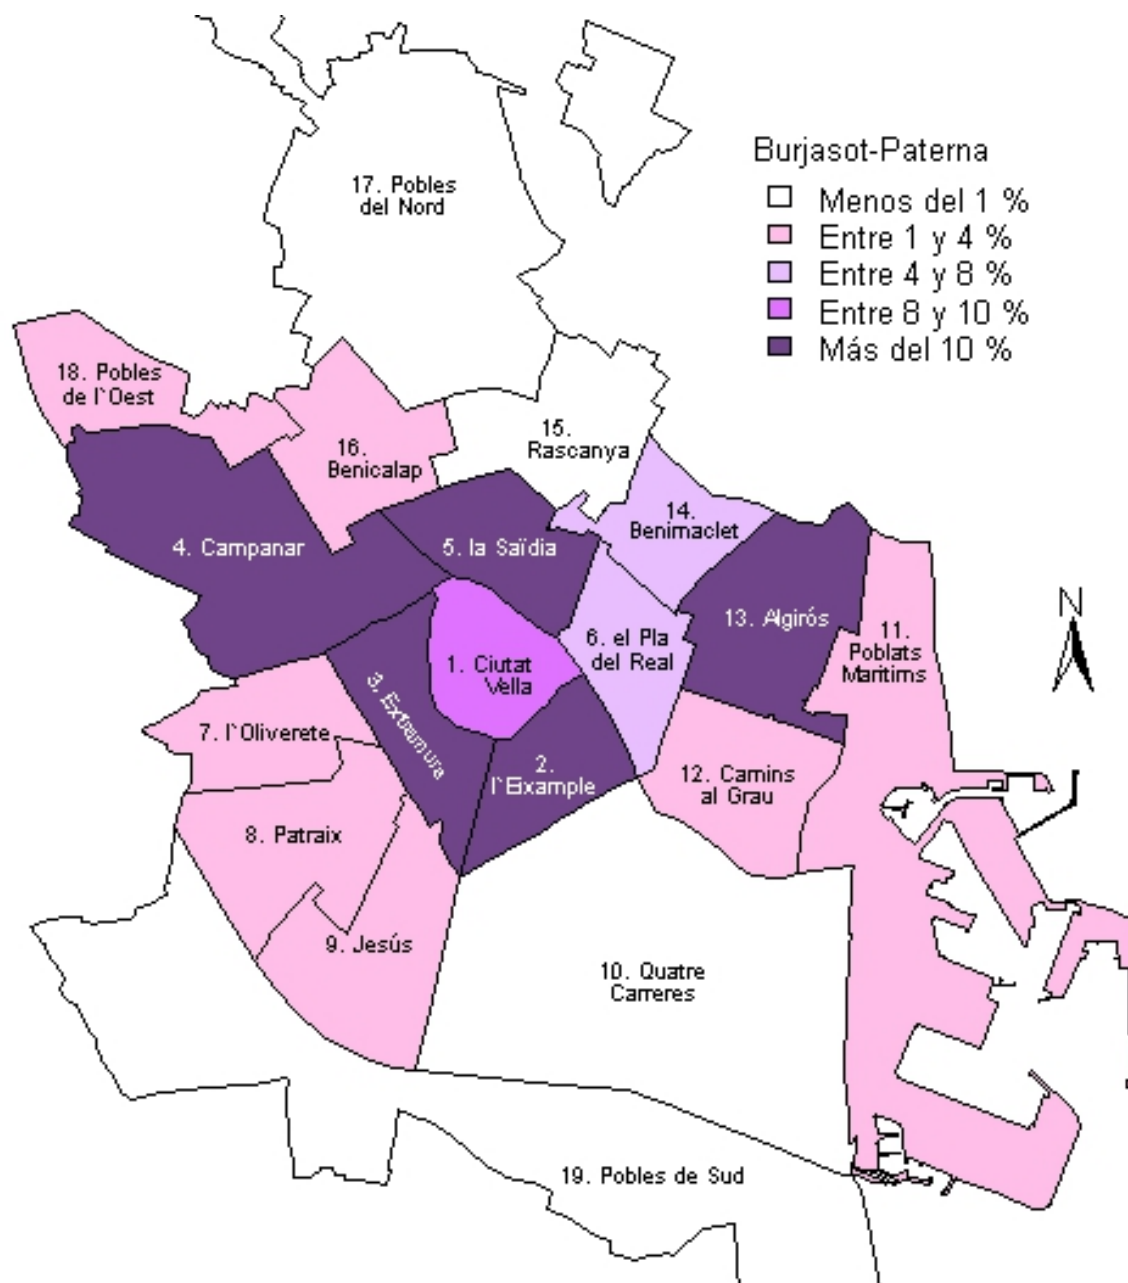 Burjasot-Paterna
Menos del 1 %
Entre 1 y 4 %
Entre 4 y 8 %
Entre 8 y 10 %
Más del 10 %
17. Pobles
del Nord
18. Pobles
de l`Oest
16.
Benicalap
15.
Rascanya
14.
Benimaclet
4. Campanar
5. la Saïdia
13. Algirós
6. el Pla
del Real
11.
Poblats
Maritims
N
1. Ciutat
Vella
3. Extramura
7. l`Oliverete
2.
l`Eixample
12. Camins
al Grau
8. Patraix
9. Jesús
10. Quatre
Carreres
19. Pobles de Sud